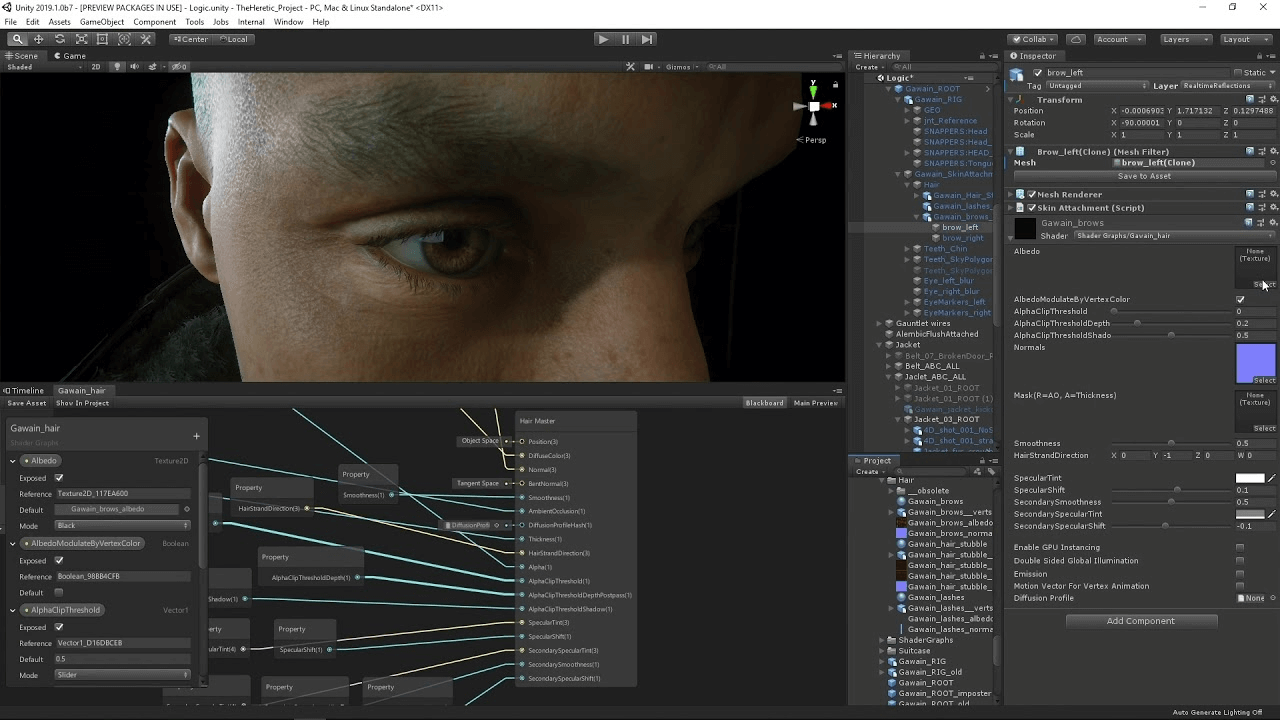 Unity 2019.1.0b7 - [PREVIEW PACKAGES IN USE] - Logic.unity - TheHeretic_Project - PC, Mac & Linux Standalone* <DX11>
File Edit Assets GameObject Component Tools Jobs Internal Window Help
Center Local
Collab Account Layers Layout
Scene Game
Shaded 2D Gizmos All
y
x
Persp
Timeline Gawain_hair
Save Asset Show In Project Blackboard Main Preview
Gawain_hair
Shader Graphs
Albedo Texture2D
Exposed
Reference Texture2D_117EA600
Default Gawain_brows_albedo
Mode Black
AlbedoModulateByVertexColor Boolean
Exposed
Reference Boolean_98BB4CFB
Default
AlphaClipThreshold Vector1
Exposed
Reference Vector1_D16DBCEB
Default 0.5
Mode Slider
Property
HairStrandDirection(3)
Property
Smoothness(1)
Property
AlphaClipThresholdDepth(1)
Shadow(1)
Property
SpecularShift(1)
Property
Property
Object Space
Tangent Space
Hair Master
Position(3)
DiffuseColor(3)
Normal(3)
BentNormal(3)
Smoothness(1)
AmbientOcclusion(1)
DiffusionProfileHash(1)
Thickness(1)
HairStrandDirection(3)
Alpha(1)
AlphaClipThreshold(1)
AlphaClipThresholdDepthPostpass(1)
AlphaClipThresholdShadow(1)
SpecularTint(3)
SpecularShift(1)
SecondarySpecularTint(3)
SecondarySmoothness(1)
SecondarySpecularShift(1)
Hierarchy
Create All
Logic*
Gawain_ROOT
Gawain_RIG
GEO
jnt_Reference
SNAPPERS:Head
SNAPPERS:Head_
SNAPPERS:HEAD_
SNAPPERS:Tongu
Gawain_SkinAttachm
Hair
Gawain_Hair_S
Gawain_lashes_
Gawain_brows_
brow_left
brow_right
Teeth_Chin
Teeth_SkyPolygon
Teeth_SkyPolygo
Eye_left_blur
Eye_right_blur
EyeMarkers_left
EyeMarkers_right
Gauntlet wires
AlembicFlushAttached
Jacket
Belt_07_BrokenDoor_R
Belt_ABC_ALL
Jaclet_ABC_ALL
Jacket_01_ROOT
Jacket_01_ROOT (1)
Jacket_03_ROOT
4D_shot_001_NoS
4D_shot_001_stra
Project
Create
Hair
__obsolete
Gawain_brows
Gawain_brows__verts
Gawain_brows_albedo
Gawain_brows_norma
Gawain_hair_stubble
Gawain_hair_stubble_
Gawain_hair_stubble_
Gawain_hair_stubble_
Gawain_hair_stubble_
Gawain_lashes
Gawain_lashes__verts
Gawain_lashes_albedo
Gawain_lashes_norma
ShaderGraphs
Suitcase
Gawain_RIG
Gawain_RIG_old
Gawain_ROOT
Gawain_ROOT_imposter
Gawain_ROOT_old
Inspector
brow_left Static
Tag Untagged Layer RealtimeReflections
Transform
Position X -0.0006903 Y 1.717132 Z 0.1297488
Rotation X -90.00001 Y 0 Z 0
Scale X 1 Y 1 Z 1
Brow_left(Clone) (Mesh Filter)
Mesh brow_left(Clone)
Save to Asset
Mesh Renderer
Skin Attachment (Script)
Gawain_brows
Shader Shader Graphs/Gawain_hair
Albedo None (Texture)
Select
AlbedoModulateByVertexColor
AlphaClipThreshold 0
AlphaClipThresholdDepth 0.2
AlphaClipThresholdShado 0.5
Normals
Select
Mask(R=AO, A=Thickness) None (Texture)
Select
Smoothness 0.5
HairStrandDirection X 0 Y -1 Z 0 W 0
SpecularTint
SpecularShift 0.1
SecondarySmoothness 0.5
SecondarySpecularTint
SecondarySpecularShift -0.1
Enable GPU Instancing
Double Sided Global Illumination
Emission
Motion Vector For Vertex Animation
Diffusion Profile None
Add Component
Auto Generate Lighting Off